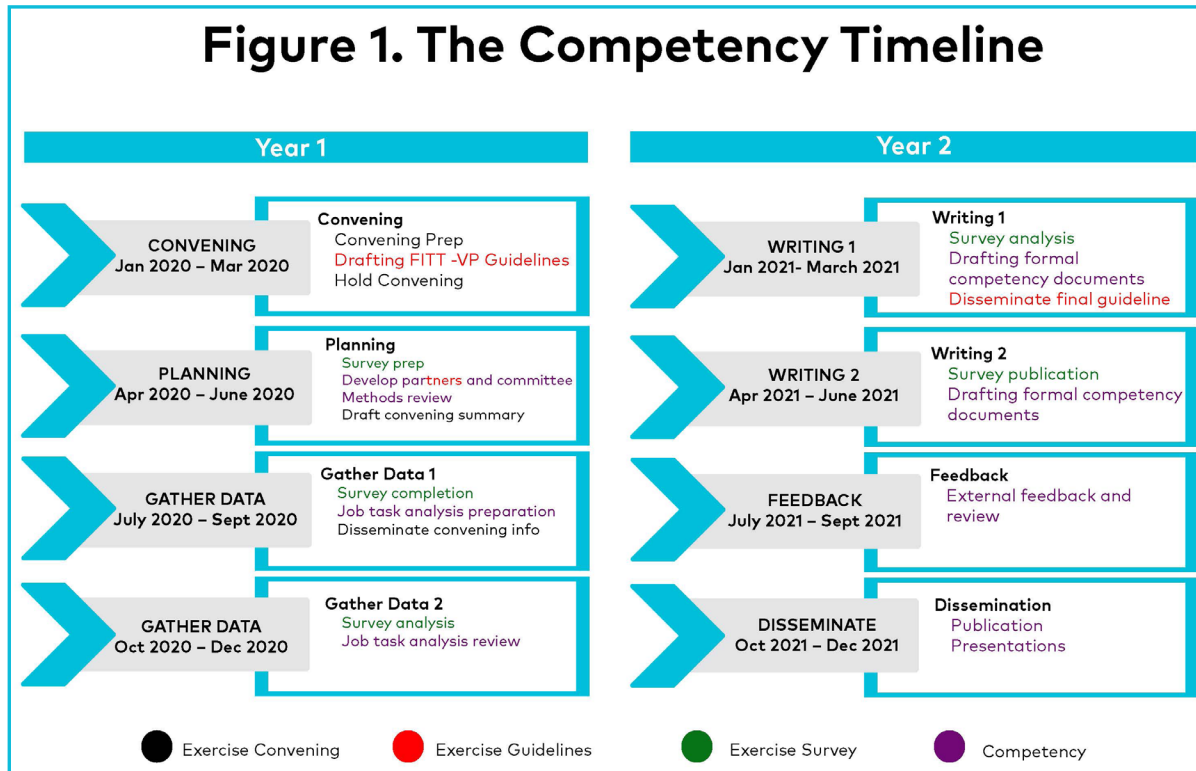 Figure 1. The Competency Timeline
Year 1
CONVENING
Jan 2020 – Mar 2020
Convening
Convening Prep
Drafting FITT -VP Guidelines
Hold Convening
PLANNING
Apr 2020 – June 2020
Planning
Survey prep
Develop partners and committee
Methods review
Draft convening summary
GATHER DATA
July 2020 – Sept 2020
Gather Data 1
Survey completion
Job task analysis preparation
Disseminate convening info
GATHER DATA
Oct 2020 – Dec 2020
Gather Data 2
Survey analysis
Job task analysis review
Year 2
WRITING 1
Jan 2021- March 2021
Writing 1
Survey analysis
Drafting formal
competency documents
Disseminate final guideline
WRITING 2
Apr 2021 – June 2021
Writing 2
Survey publication
Drafting formal competency
documents
FEEDBACK
July 2021 – Sept 2021
Feedback
External feedback and
review
DISSEMINATE
Oct 2021 – Dec 2021
Dissemination
Publication
Presentations
Exercise Convening
Exercise Guidelines
Exercise Survey
Competency